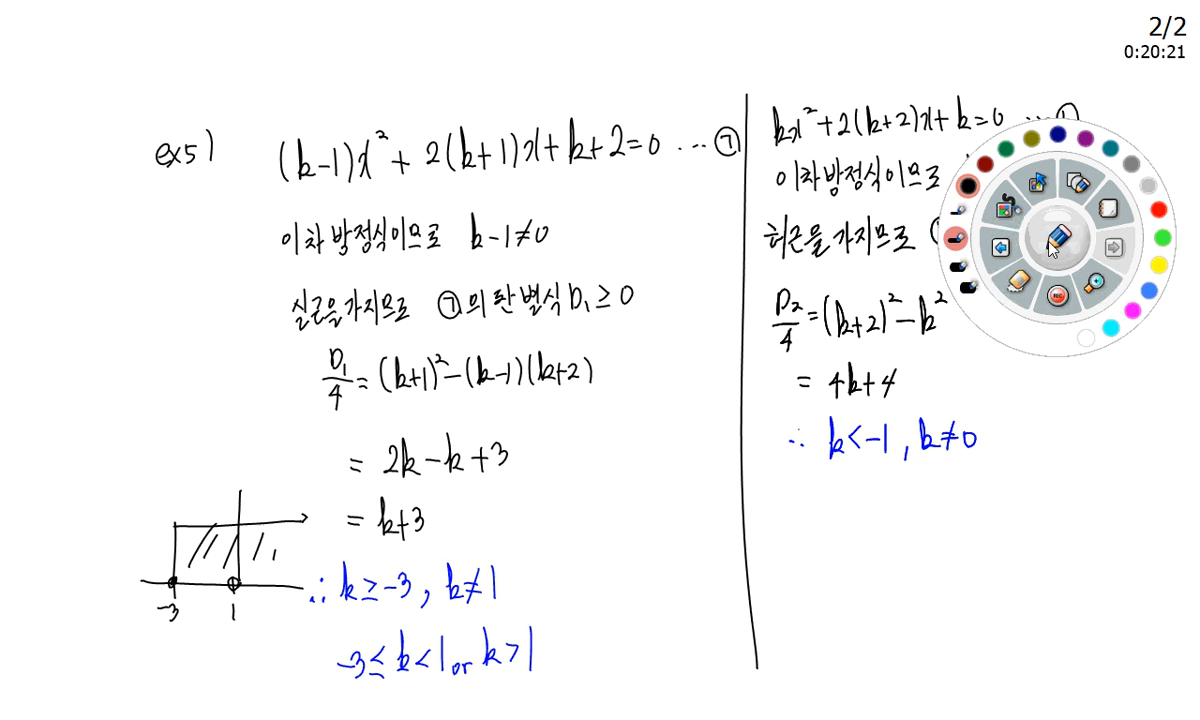 2/2
0:20:21
ex5)
(k-1)x² + 2(k+1)x + k+2=0 ... ㉠
이차 방정식이므로 k-1≠0
실근을 가지므로 ㉠의 판별식 D₁ ≥ 0
D₁/4 = (k+1)²-(k-1)(k+2)
= 2k-k+3
= k+3
∴ k≥-3, k≠1
-3≤k<1 or k>1
-3 1
kx²+2(k+2)x+k=0 ...
이차방정식이므로
허근을 가지므로
D₂/4=(k+2)²-k²
= 4k+4
∴ k<-1, k≠0
REC